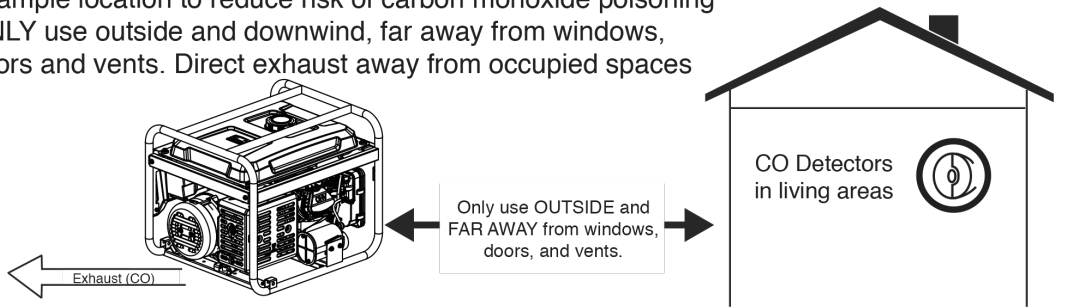 ample location to reduce risk of carbon monoxide poisoning
NLY use outside and downwind, far away from windows,
ors and vents. Direct exhaust away from occupied spaces
CO Detectors
in living areas
Only use OUTSIDE and
FAR AWAY from windows,
doors, and vents.
Exhaust (CO)